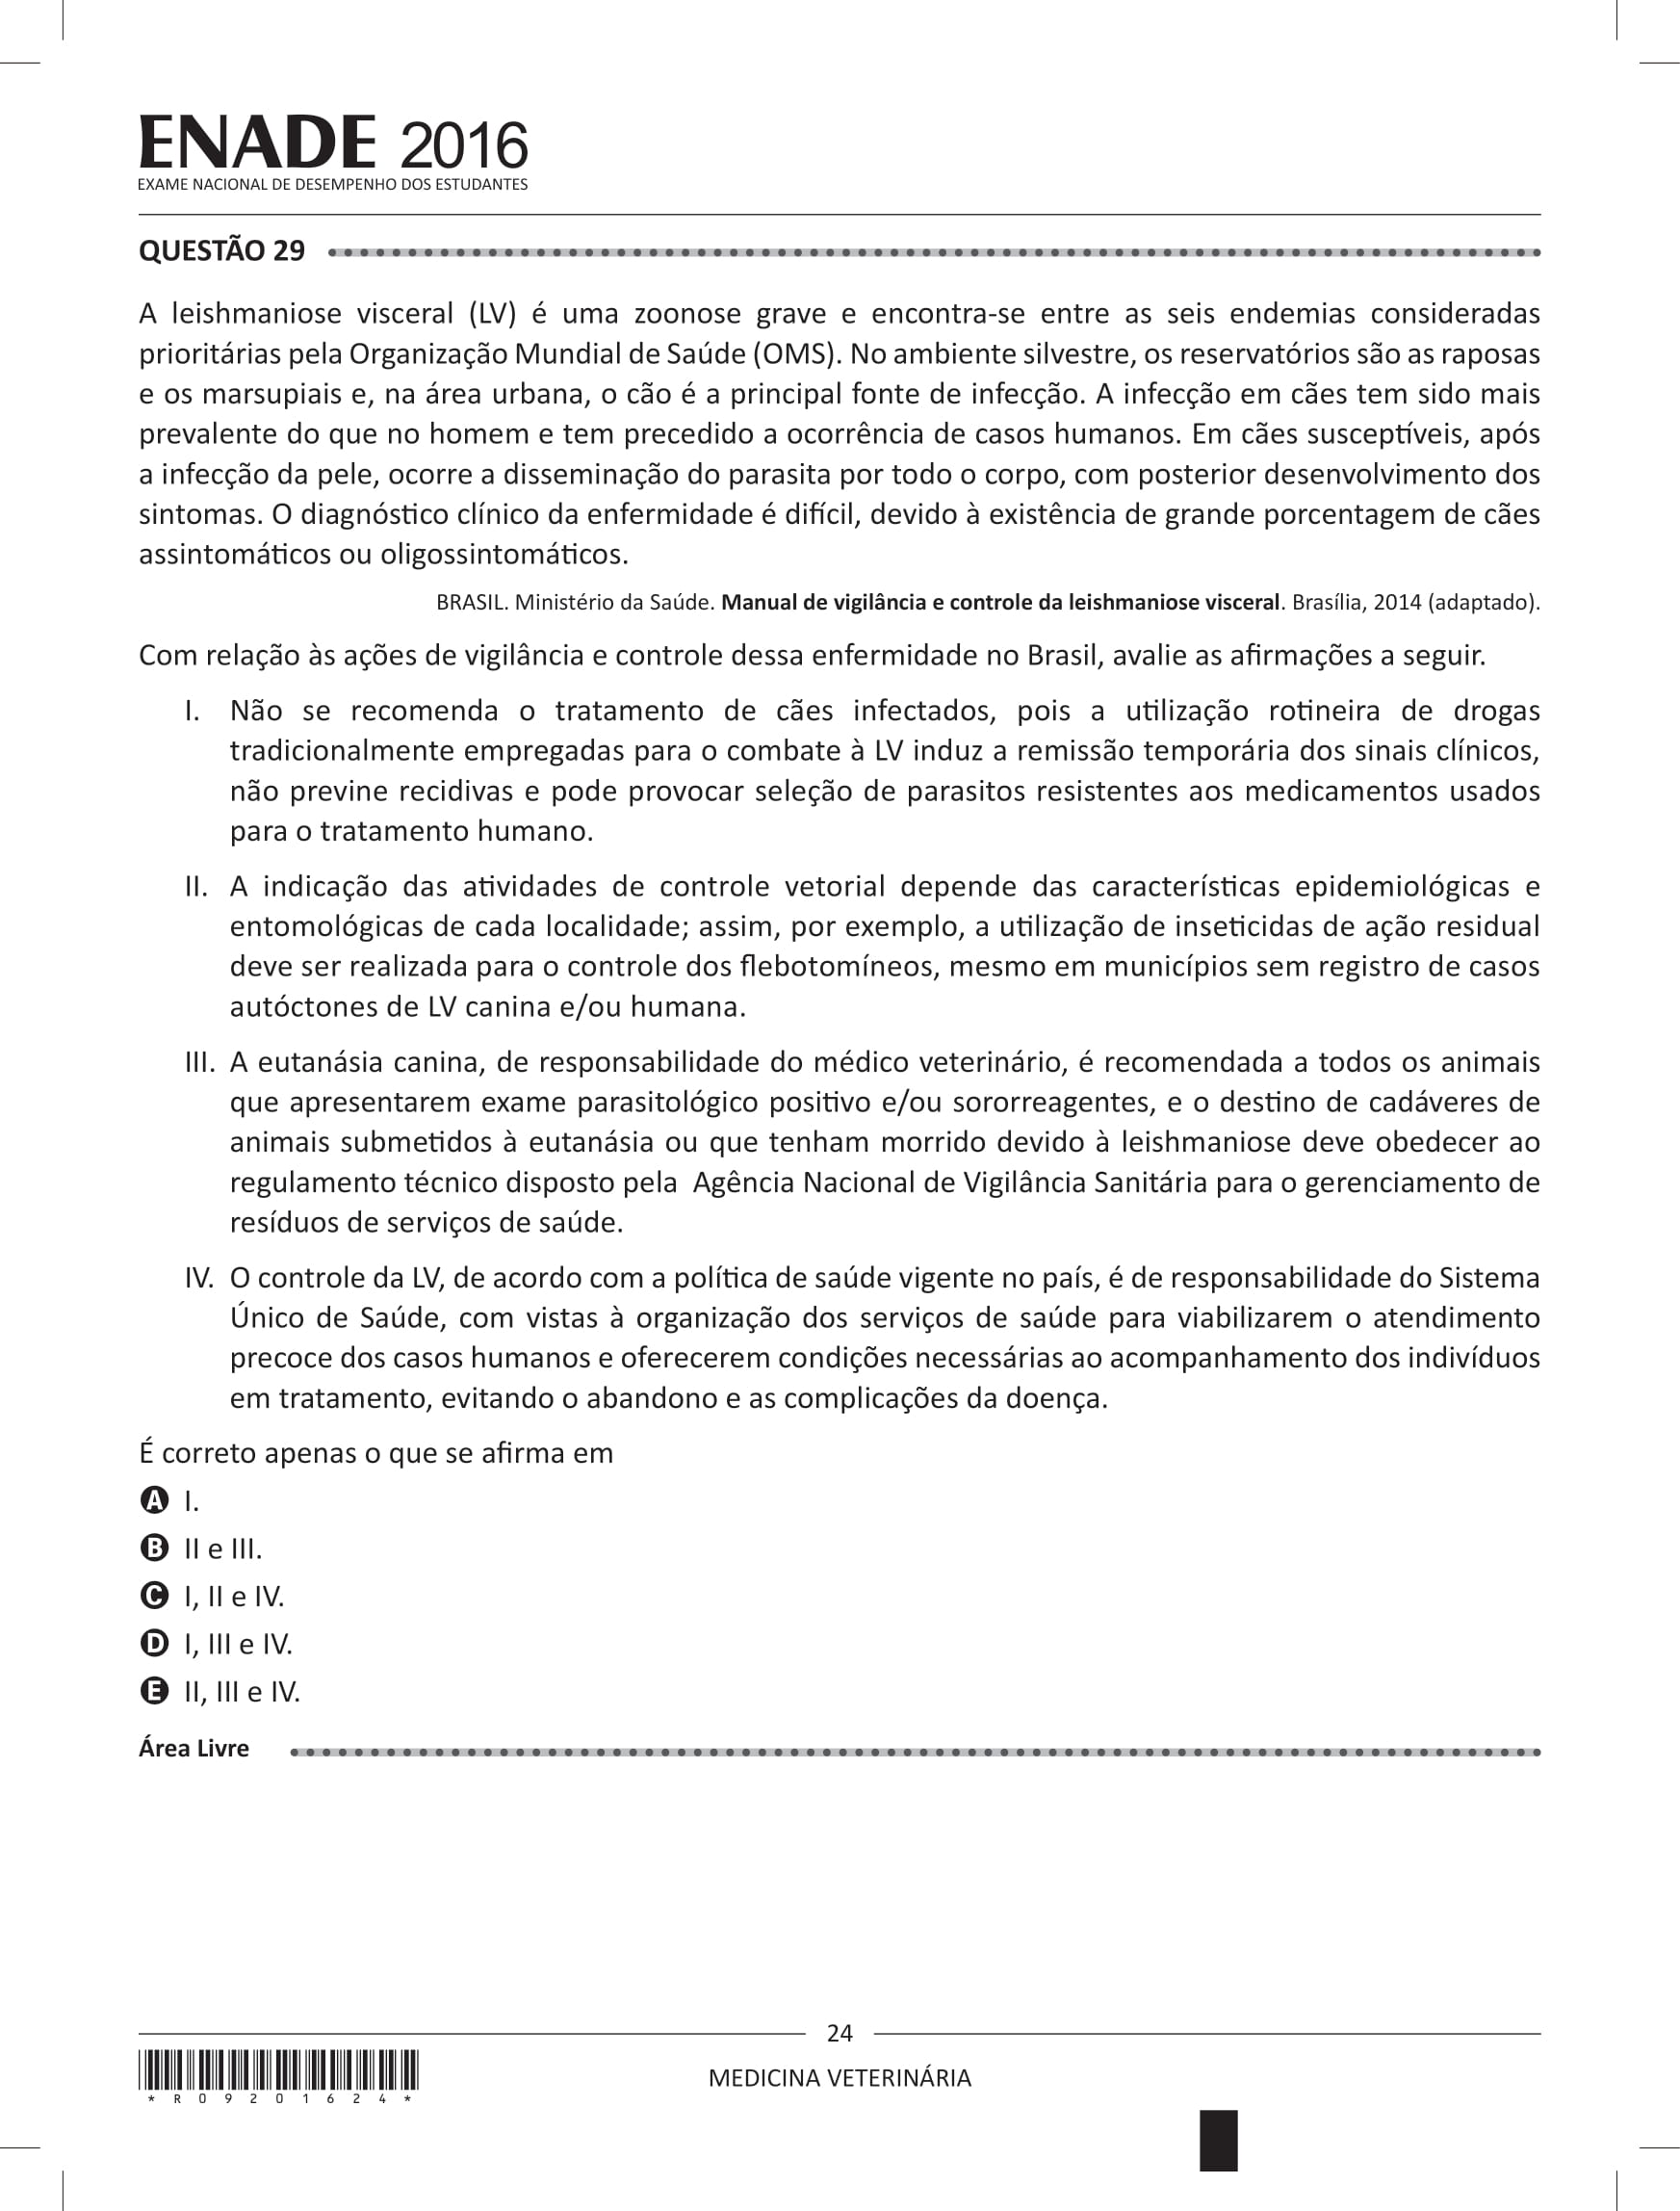 ENADE 2016
EXAME NACIONAL DE DESEMPENHO DOS ESTUDANTES
QUESTÃO 29
A leishmaniose visceral (LV) é uma zoonose grave e encontra-se entre as seis endemias consideradas
prioritárias pela Organização Mundial de Saúde (OMS). No ambiente silvestre, os reservatórios são as raposas
e os marsupiais e, na área urbana, o cão é a principal fonte de infecção. A infecção em cães tem sido mais
prevalente do que no homem e tem precedido a ocorrência de casos humanos. Em cães susceptíveis, após
a infecção da pele, ocorre a disseminação do parasita por todo o corpo, com posterior desenvolvimento dos
sintomas. O diagnóstico clínico da enfermidade é difícil, devido à existência de grande porcentagem de cães
assintomáticos ou oligossintomáticos.
BRASIL. Ministério da Saúde. Manual de vigilância e controle da leishmaniose visceral. Brasília, 2014 (adaptado).
Com relação às ações de vigilância e controle dessa enfermidade no Brasil, avalie as afirmações a seguir.
I. Não se recomenda o tratamento de cães infectados, pois a utilização rotineira de drogas
tradicionalmente empregadas para o combate à LV induz a remissão temporária dos sinais clínicos,
não previne recidivas e pode provocar seleção de parasitos resistentes aos medicamentos usados
para o tratamento humano.
II. A indicação das atividades de controle vetorial depende das características epidemiológicas e
entomológicas de cada localidade; assim, por exemplo, a utilização de inseticidas de ação residual
deve ser realizada para o controle dos flebotomíneos, mesmo em municípios sem registro de casos
autóctones de LV canina e/ou humana.
III. A eutanásia canina, de responsabilidade do médico veterinário, é recomendada a todos os animais
que apresentarem exame parasitológico positivo e/ou sororreagentes, e o destino de cadáveres de
animais submetidos à eutanásia ou que tenham morrido devido à leishmaniose deve obedecer ao
regulamento técnico disposto pela Agência Nacional de Vigilância Sanitária para o gerenciamento de
resíduos de serviços de saúde.
IV. O controle da LV, de acordo com a política de saúde vigente no país, é de responsabilidade do Sistema
Único de Saúde, com vistas à organização dos serviços de saúde para viabilizarem o atendimento
precoce dos casos humanos e oferecerem condições necessárias ao acompanhamento dos indivíduos
em tratamento, evitando o abandono e as complicações da doença.
É correto apenas o que se afirma em
A I.
B II e III.
C I, II e IV.
D I, III e IV.
E II, III e IV.
Área Livre
24
MEDICINA VETERINÁRIA
* R 0 9 2 0 1 6 2 4 *